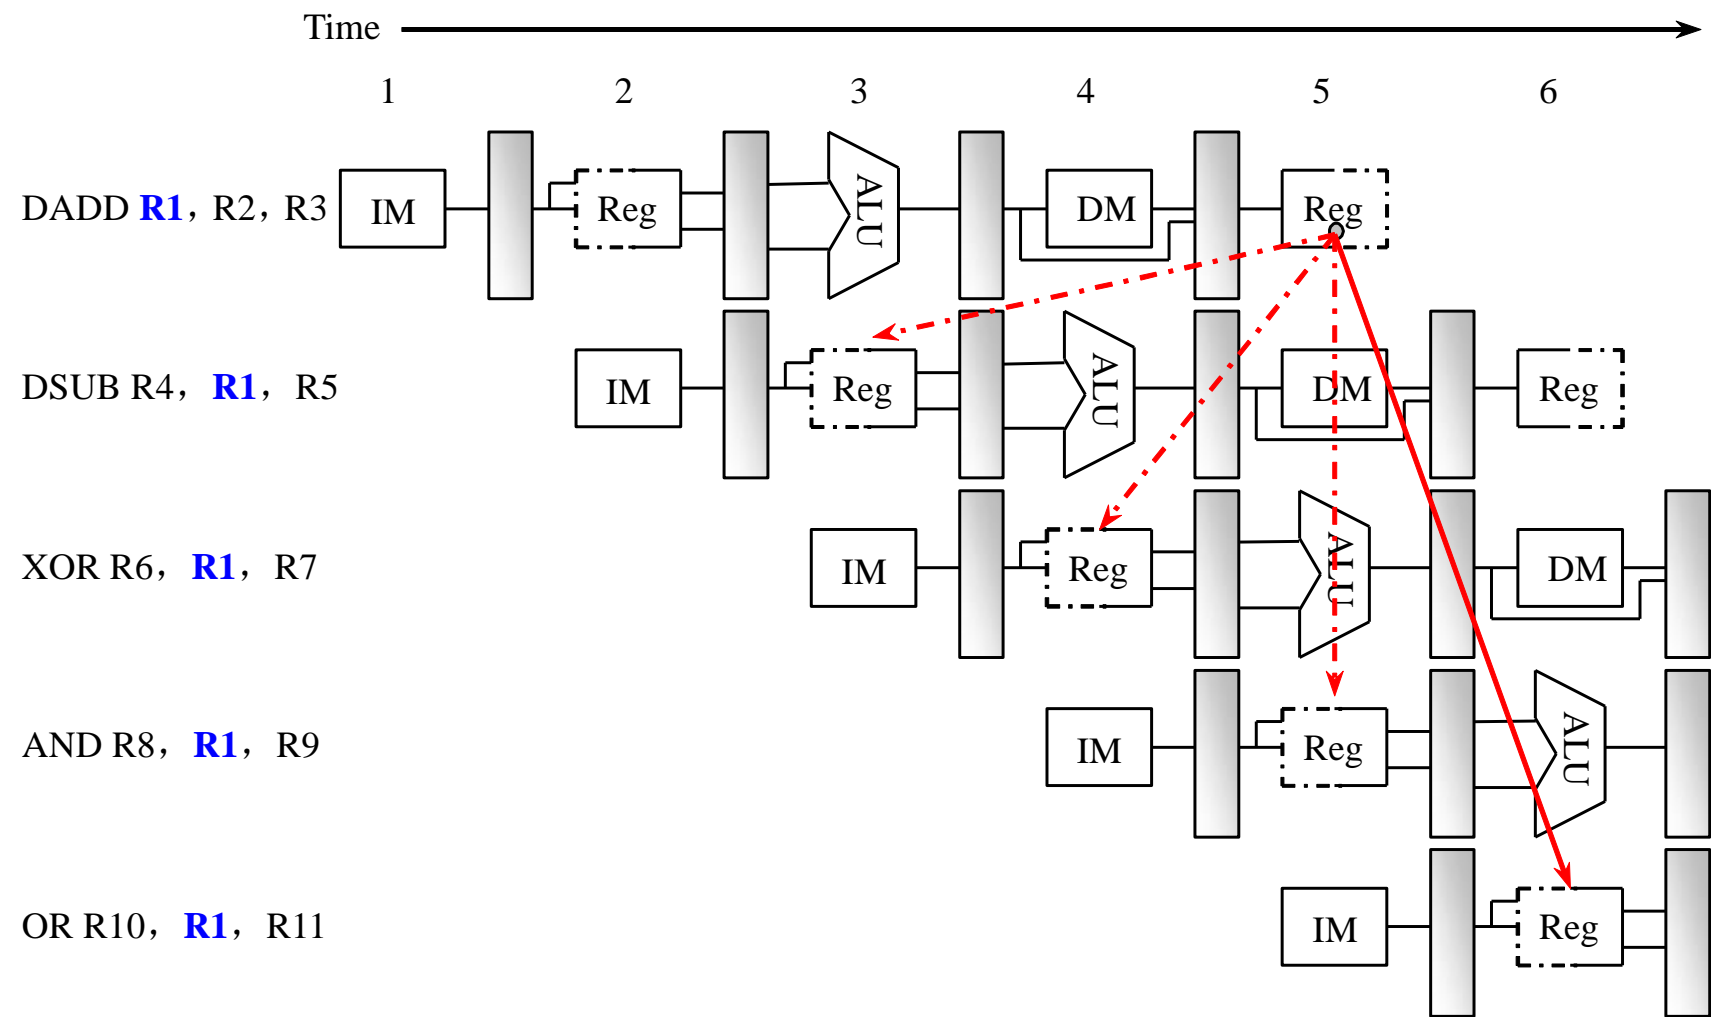 Time
1 2 3 4 5 6
DADD R1，R2，R3 IM Reg ALU DM Reg
DSUB R4，R1，R5 IM Reg ALU DM Reg
XOR R6，R1，R7 IM Reg ALU DM
AND R8，R1，R9 IM Reg ALU
OR R10，R1，R11 IM Reg